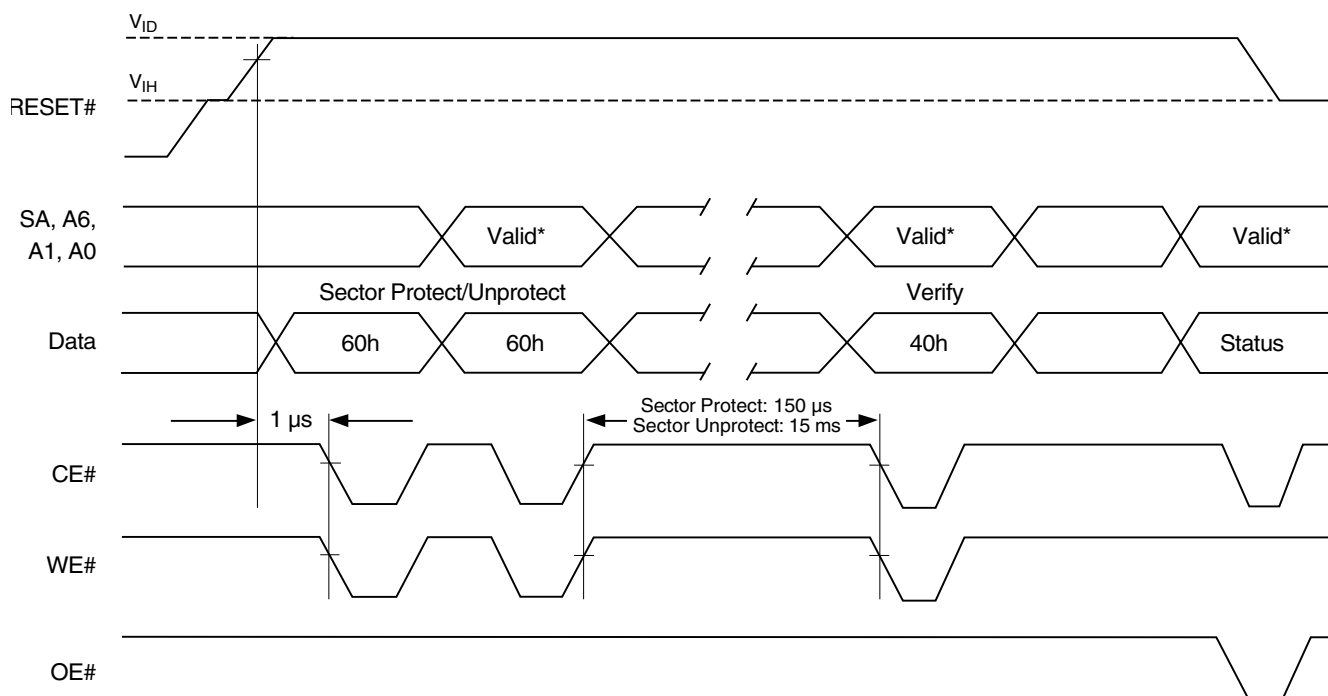 VID
VIH
RESET#
SA, A6,
A1, A0
Valid*
Valid*
Valid*
Sector Protect/Unprotect
Verify
Data
60h
60h
40h
Status
1 µs
Sector Protect: 150 µs
Sector Unprotect: 15 ms
CE#
WE#
OE#